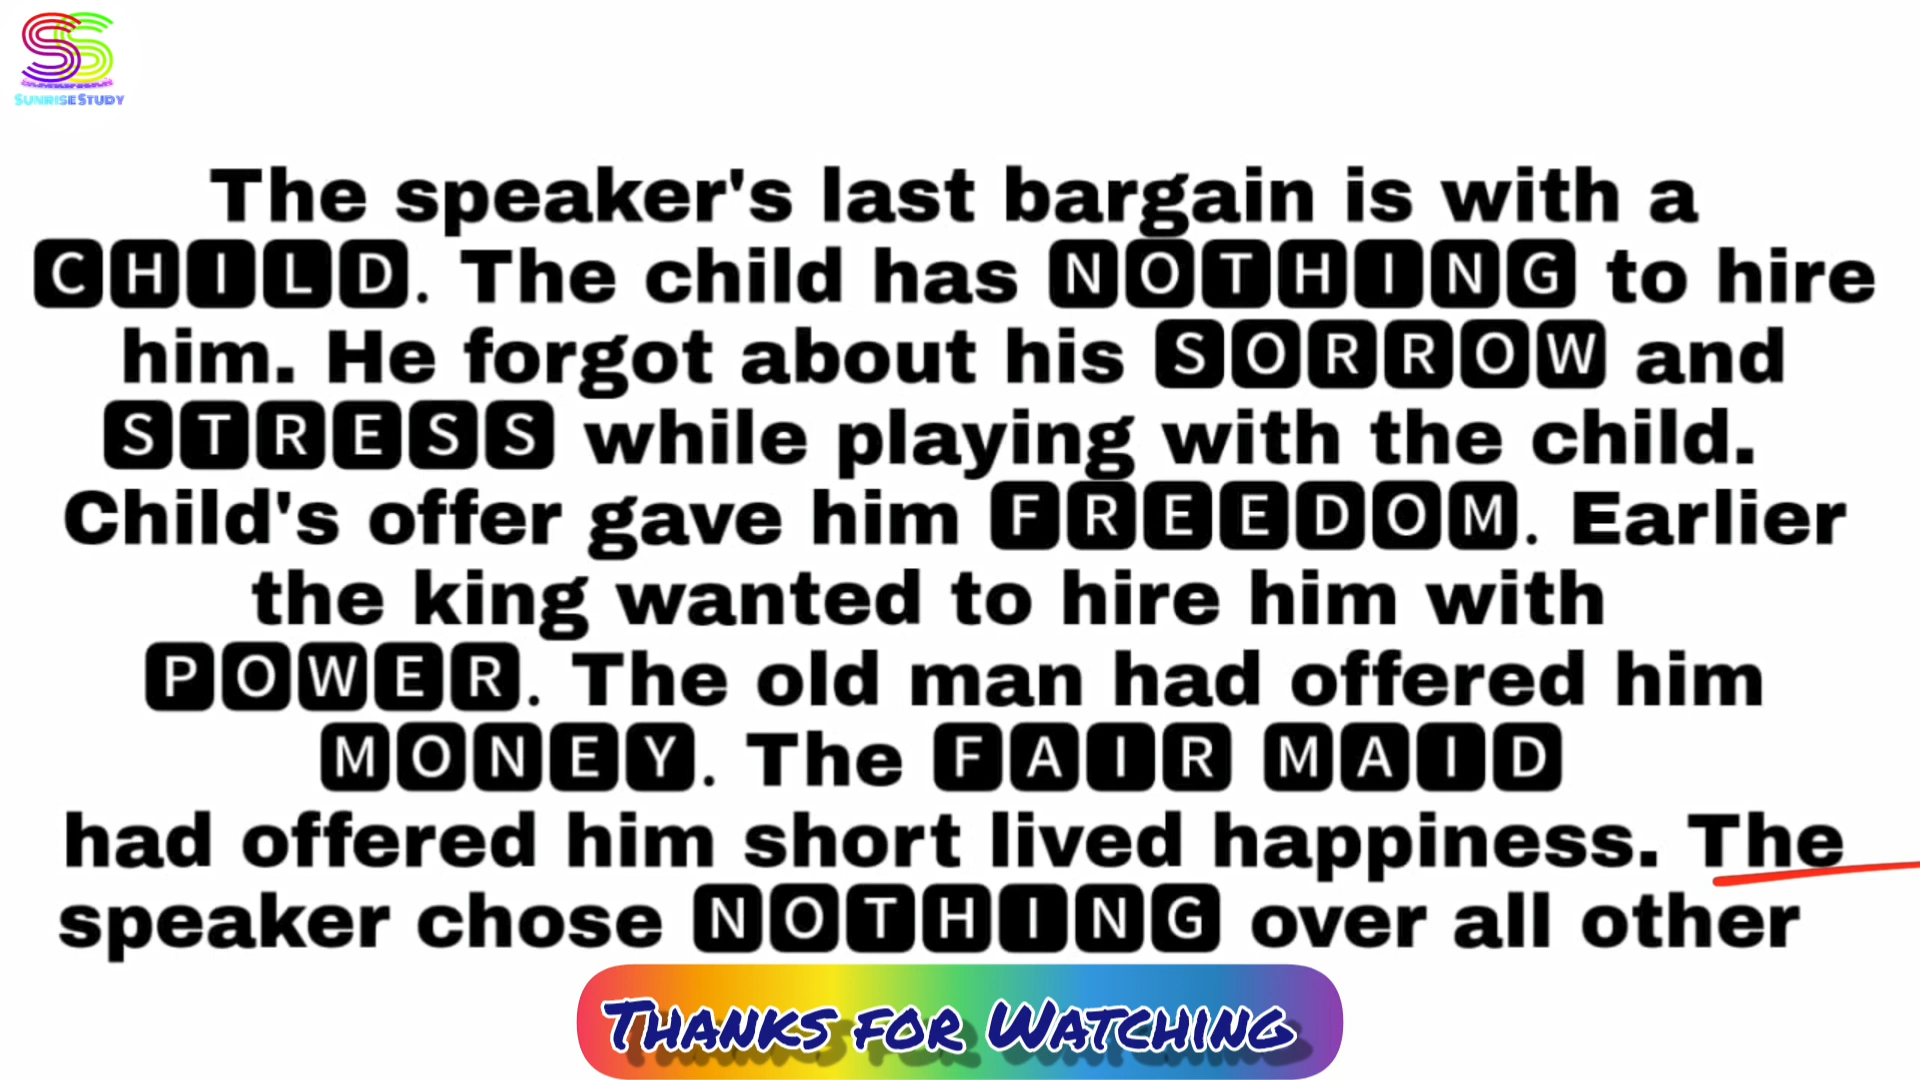 SS
SUNRISE STUDY
The speaker's last bargain is with a
CHILD. The child has NOTHING to hire
him. He forgot about his SORROW and
STRESS while playing with the child.
Child's offer gave him FREEDOM. Earlier
the king wanted to hire him with
POWER. The old man had offered him
MONEY. The FAIR MAID
had offered him short lived happiness. The
speaker chose NOTHING over all other
THANKS FOR WATCHING